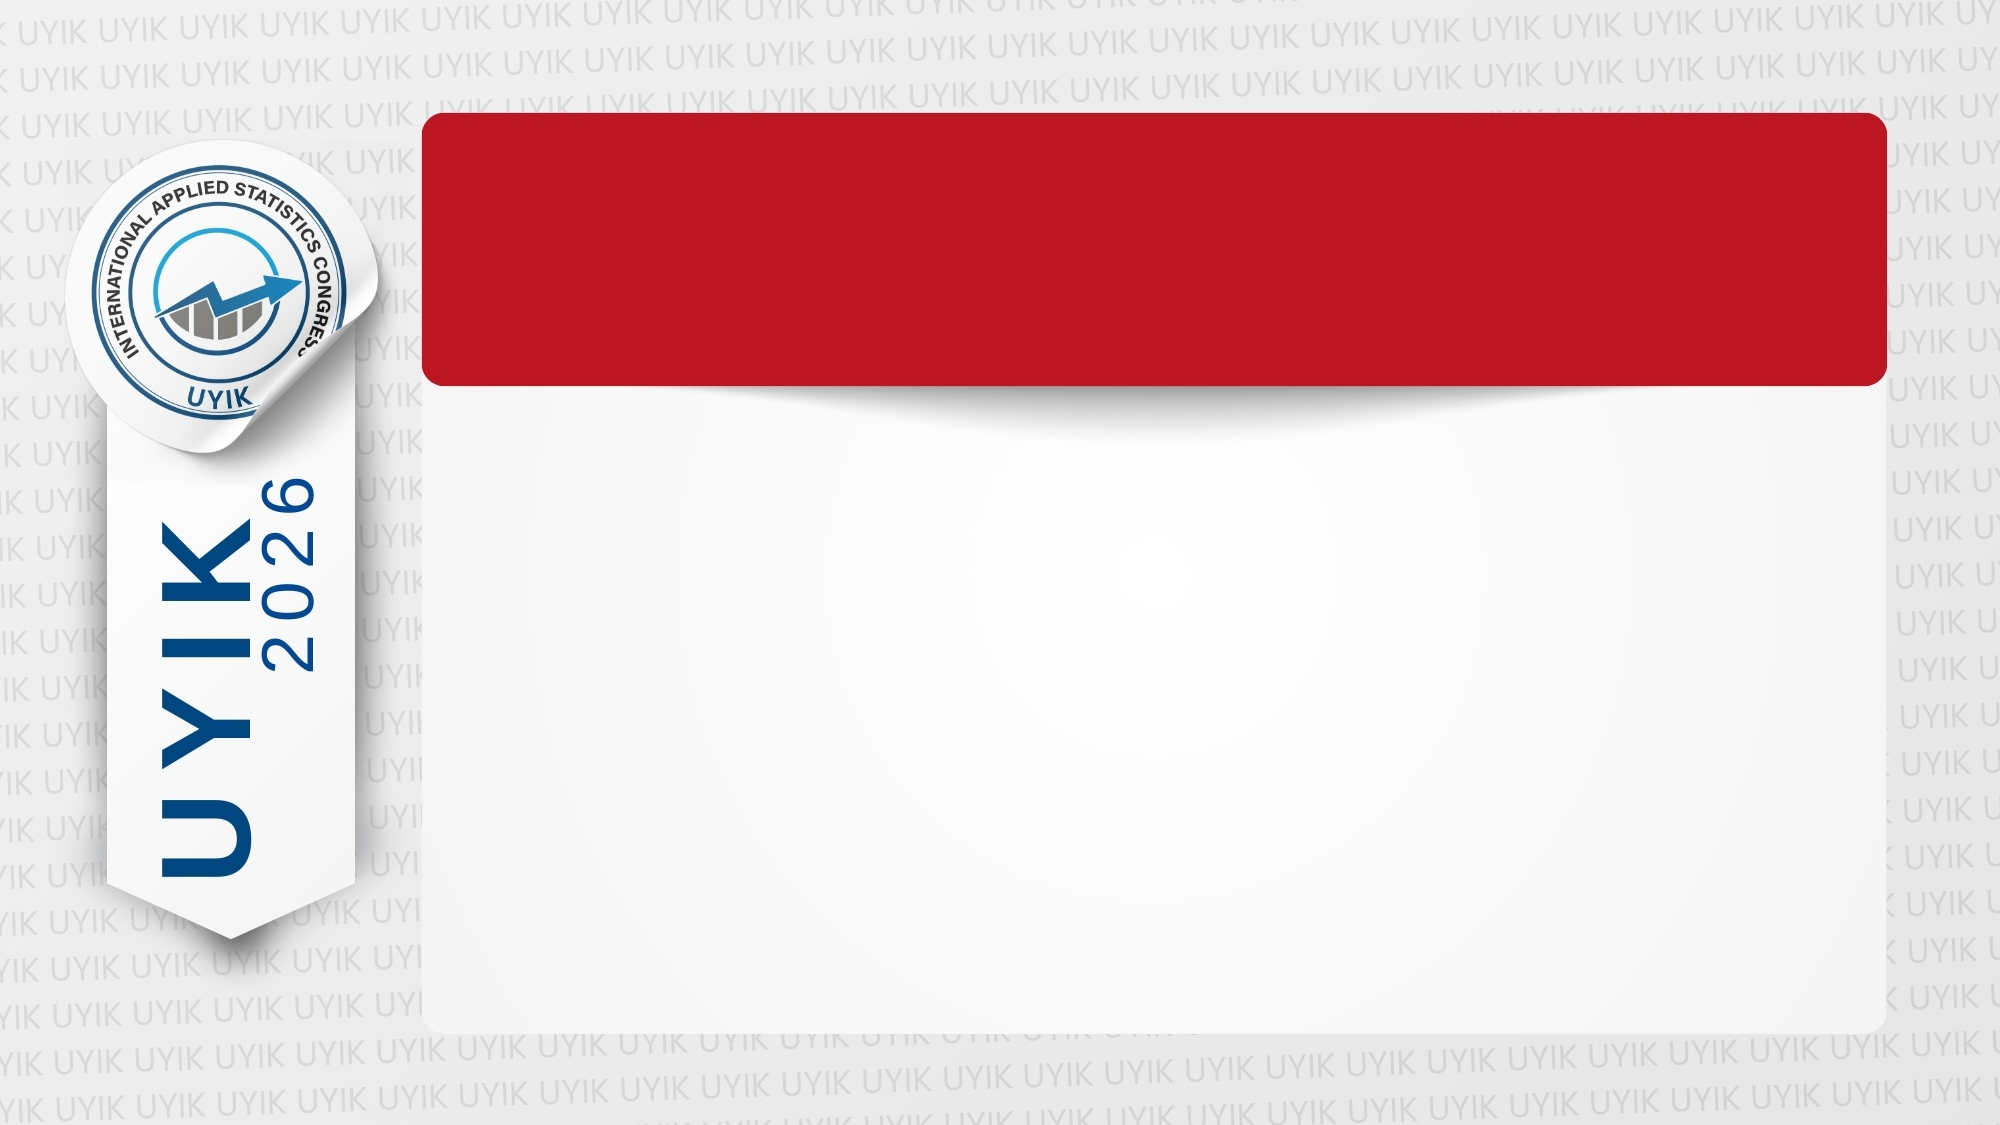 INTERNATIONAL APPLIED STATISTICS CONGRESS
UYIK
UYIK
2026